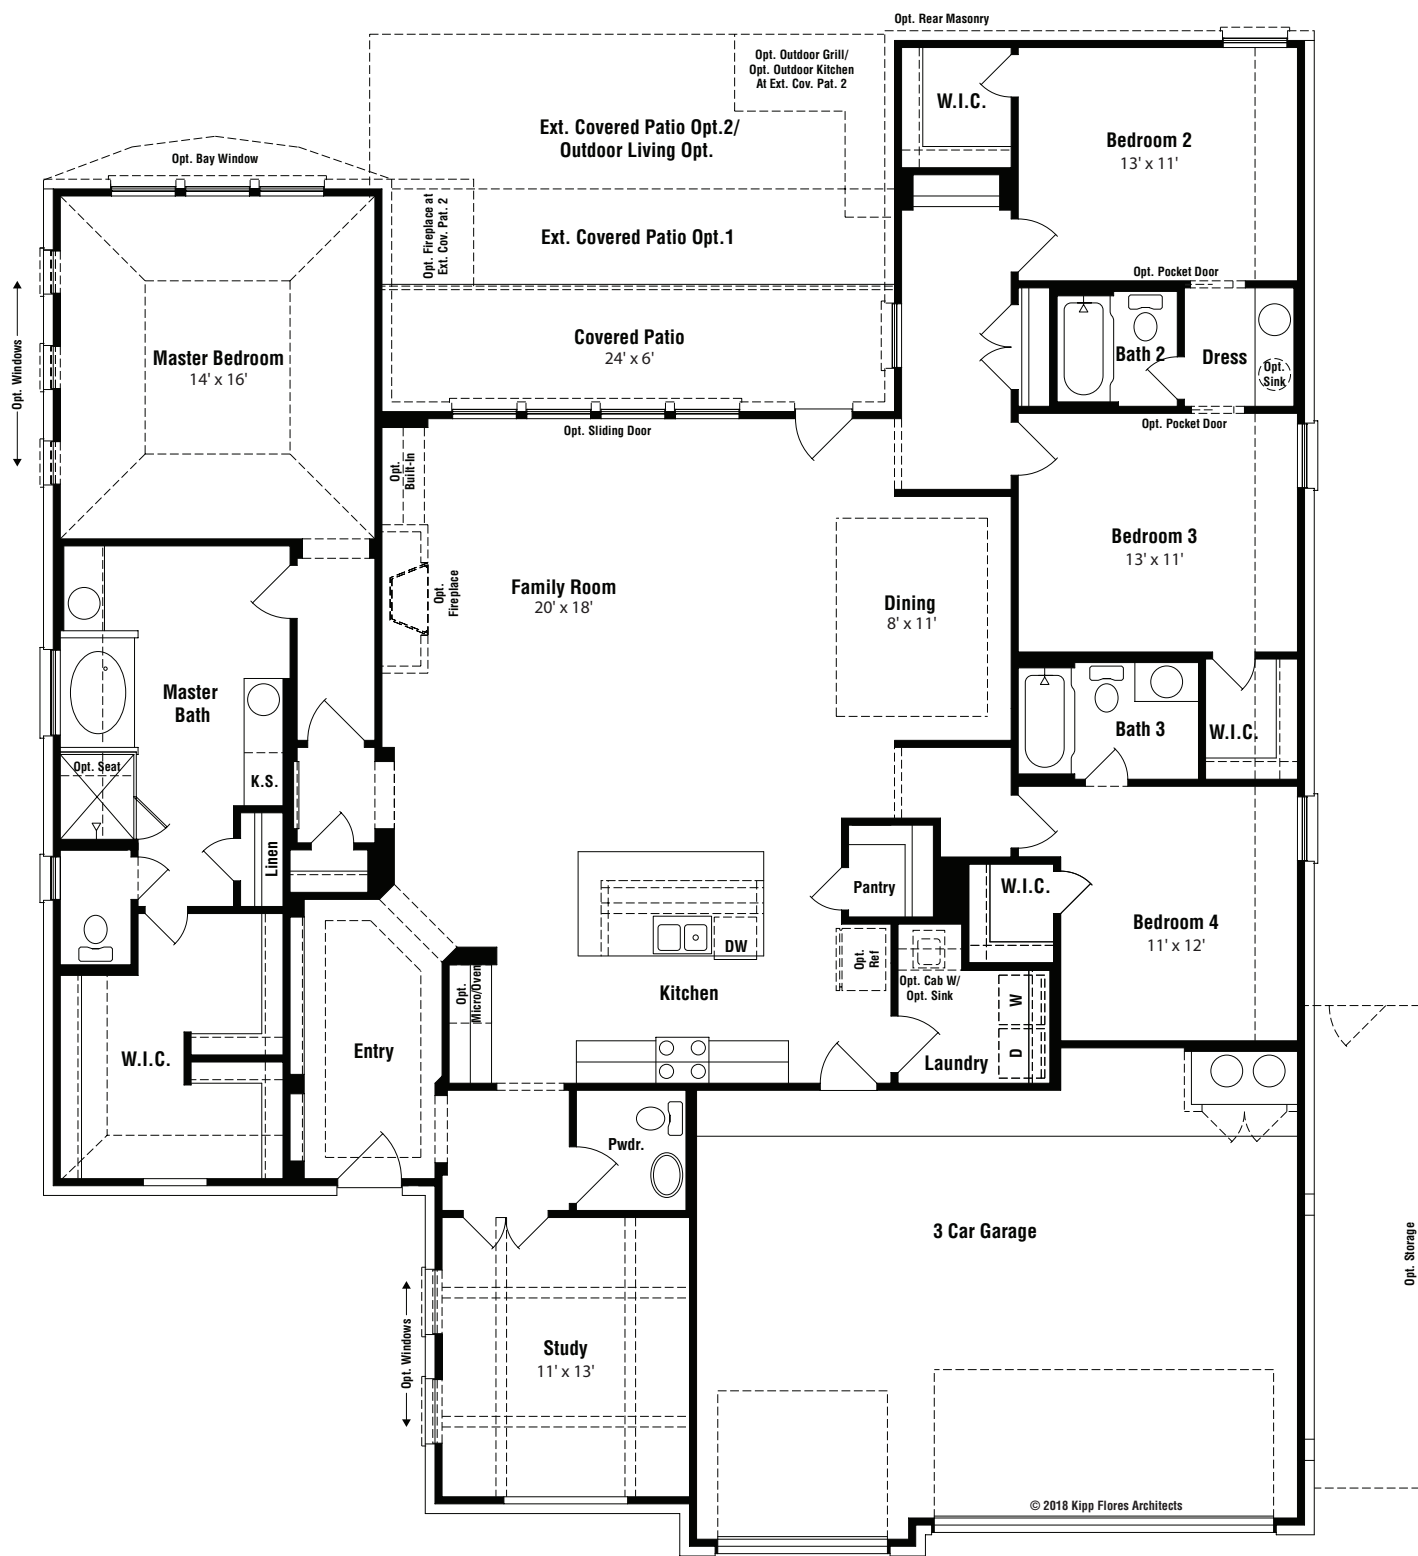 Opt. Rear Masonry
Opt. Outdoor Grill/
Opt. Outdoor Kitchen
At Ext. Cov. Pat. 2
W.I.C.
Ext. Covered Patio Opt.2/
Outdoor Living Opt.
Bedroom 2
13' x 11'
Opt. Bay Window
Opt. Fireplace at
Ext. Cov. Pat. 2
Ext. Covered Patio Opt.1
Opt. Pocket Door
Opt. Windows
Master Bedroom
14' x 16'
Covered Patio
24' x 6'
Bath 2
Dress
Opt.
Sink
Opt. Sliding Door
Opt. Pocket Door
Opt.
Built-In
Bedroom 3
13' x 11'
Opt.
Fireplace
Family Room
20' x 18'
Dining
8' x 11'
Master
Bath
Bath 3
W.I.C.
Opt. Seat
K.S.
Linen
Pantry
W.I.C.
Bedroom 4
11' x 12'
DW
Opt.
Ref
Opt. Cab W/
Opt. Sink
W
D
Opt.
Micro/Oven
Kitchen
Laundry
W.I.C.
Entry
Pwdr.
3 Car Garage
Opt. Storage
Opt. Windows
Study
11' x 13'
© 2018 Kipp Flores Architects